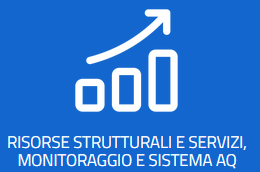 RISORSE STRUTTURALI E SERVIZI,
MONITORAGGIO E SISTEMA AQ